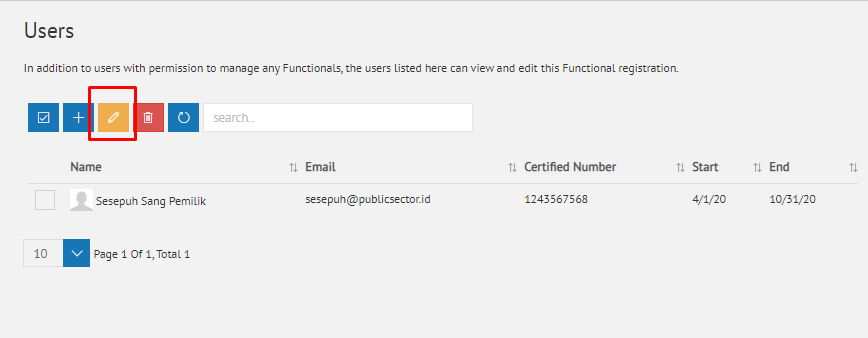 Users
In addition to users with permission to manage any Functionals, the users listed here can view and edit this Functional registration.
search..
Name Email Certified Number Start End
Sesepuh Sang Pemilik sesepuh@publicsector.id 1243567568 4/1/20 10/31/20
10 Page 1 Of 1, Total 1